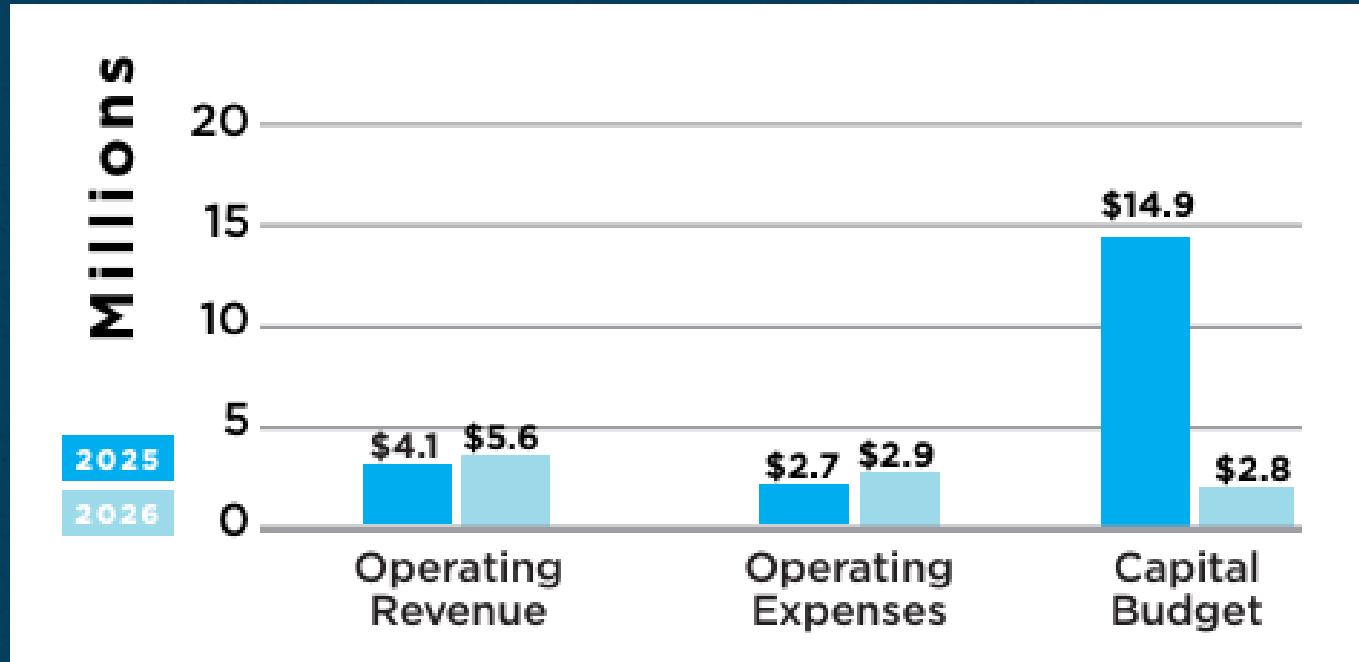 Millions
20
15
10
5
0
2025
2026
$4.1
$5.6
$2.7
$2.9
$14.9
$2.8
Operating
Revenue
Operating
Expenses
Capital
Budget